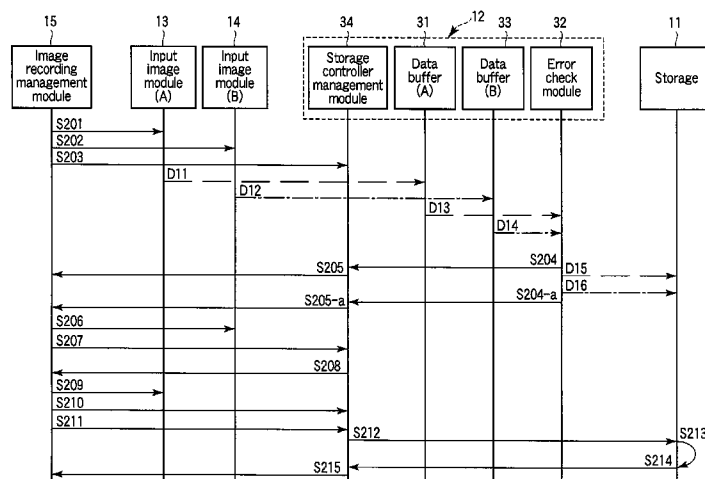 15
13
14
34
31
12
33
32
11
Image
recording
management
module
Input
image
module
(A)
Input
image
module
(B)
Storage
controller
management
module
Data
buffer
(A)
Data
buffer
(B)
Error
check
module
Storage
S201
S202
S203
D11
D12
D13
D14
S204
S205
D15
D16
S204-a
S205-a
S206
S207
S208
S209
S210
S211
S212
S213
S214
S215